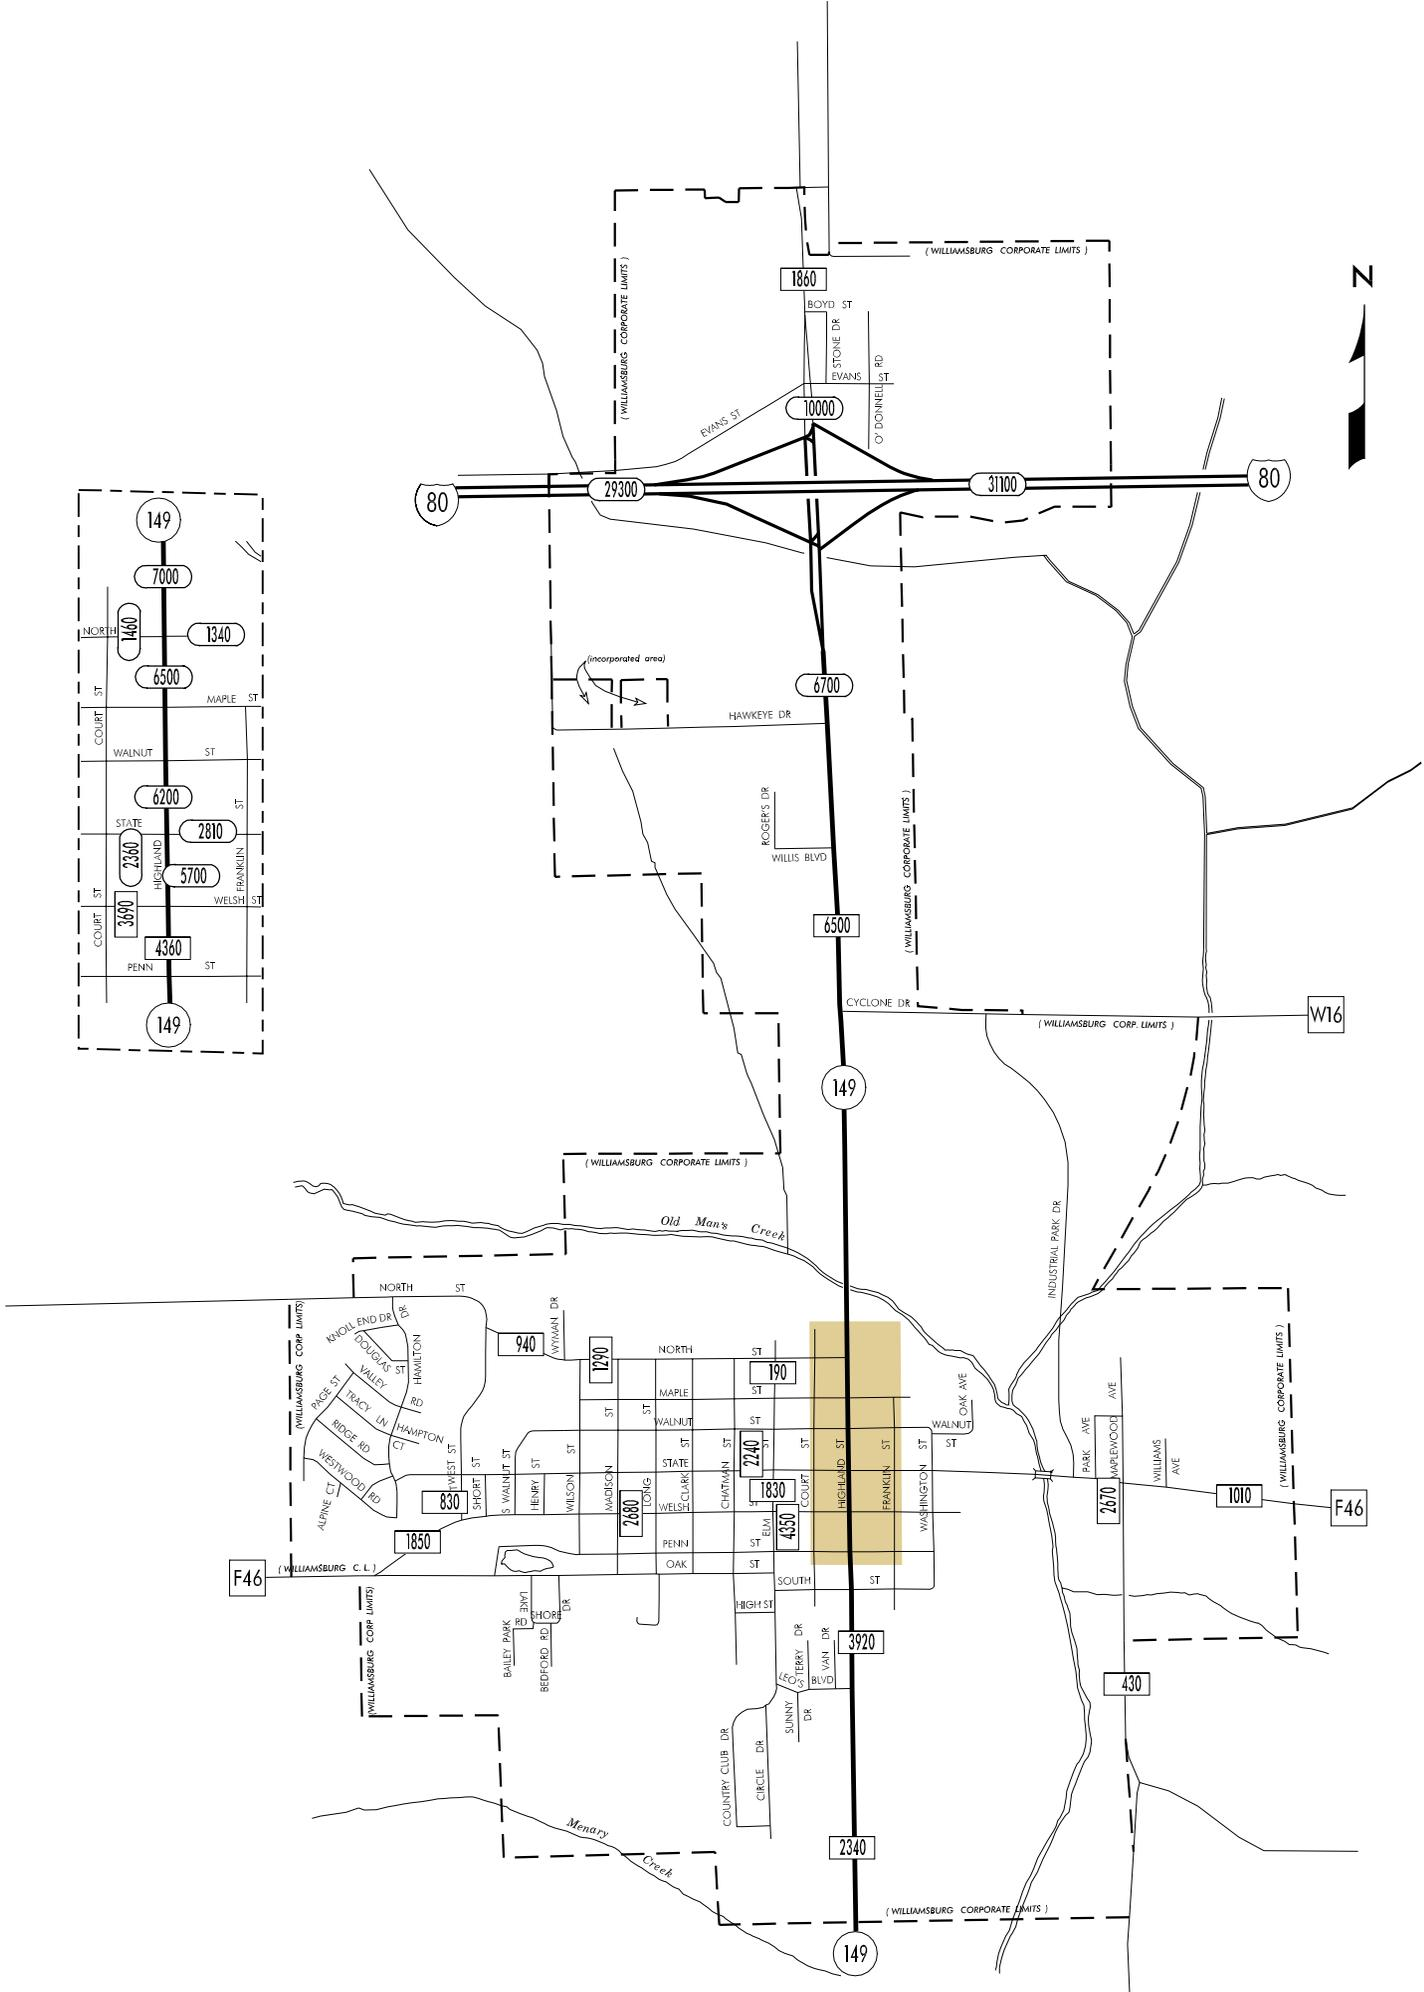 ( WILLIAMSBURG CORPORATE LIMITS )
N
1860
( WILLIAMSBURG CORPORATE LIMITS )
BOYD ST
STONE DR
O'DONNELL RD
EVANS ST
10000
EVANS ST
80
29300
31100
80
149
7000
NORTH
1460
1340
6500
MAPLE ST
COURT ST
WALNUT ST
6200
STATE
2810
2360
HIGHLAND
5700
FRANKLIN ST
WELSH ST
3690
COURT ST
4360
PENN ST
149
(incorporated area)
6700
HAWKEYE DR
ROGER'S DR
WILLIS BLVD
( WILLIAMSBURG CORPORATE LIMITS )
6500
CYCLONE DR
( WILLIAMSBURG CORP. LIMITS )
W16
149
( WILLIAMSBURG CORPORATE LIMITS )
Old Man's Creek
INDUSTRIAL PARK DR
NORTH ST
(WILLIAMSBURG CORP LIMITS)
KNOLL END DR
DOUGLAS ST
HAMILTON DR
VALLEY RD
PAGE ST
TRACY LN
HAMPTON CT
RIDGE RD
WESTWOOD RD
ALPINE CT
940
WYMAN DR
1290
NORTH ST
190
MAPLE ST
WALNUT ST
WALNUT ST
OAK AVE
2240
STATE
WEST ST
SHORT ST
S WALNUT ST
HENRY ST
WILSON ST
MADISON ST
LONG ST
CLARK ST
CHATMAN ST
ELM ST
COURT ST
HIGHLAND ST
FRANKLIN ST
WASHINGTON ST
830
1830
WELSH ST
2680
4350
1850
PENN ST
OAK ST
SOUTH ST
HIGH ST
PARK AVE
MAPLEWOOD AVE
WILLIAMS AVE
2670
1010
F46
( WILLIAMSBURG CORPORATE LIMITS )
( WILLIAMSBURG C. L. )
F46
(WILLIAMSBURG CORP LIMITS)
LAKE SHORE DR
BAILEY PARK RD
BEDFORD RD
3920
TERRY DR
VAN DR
LEO'S BLVD
SUNNY DR
430
COUNTRY CLUB DR
CIRCLE DR
Menary Creek
2340
( WILLIAMSBURG CORPORATE LIMITS )
149